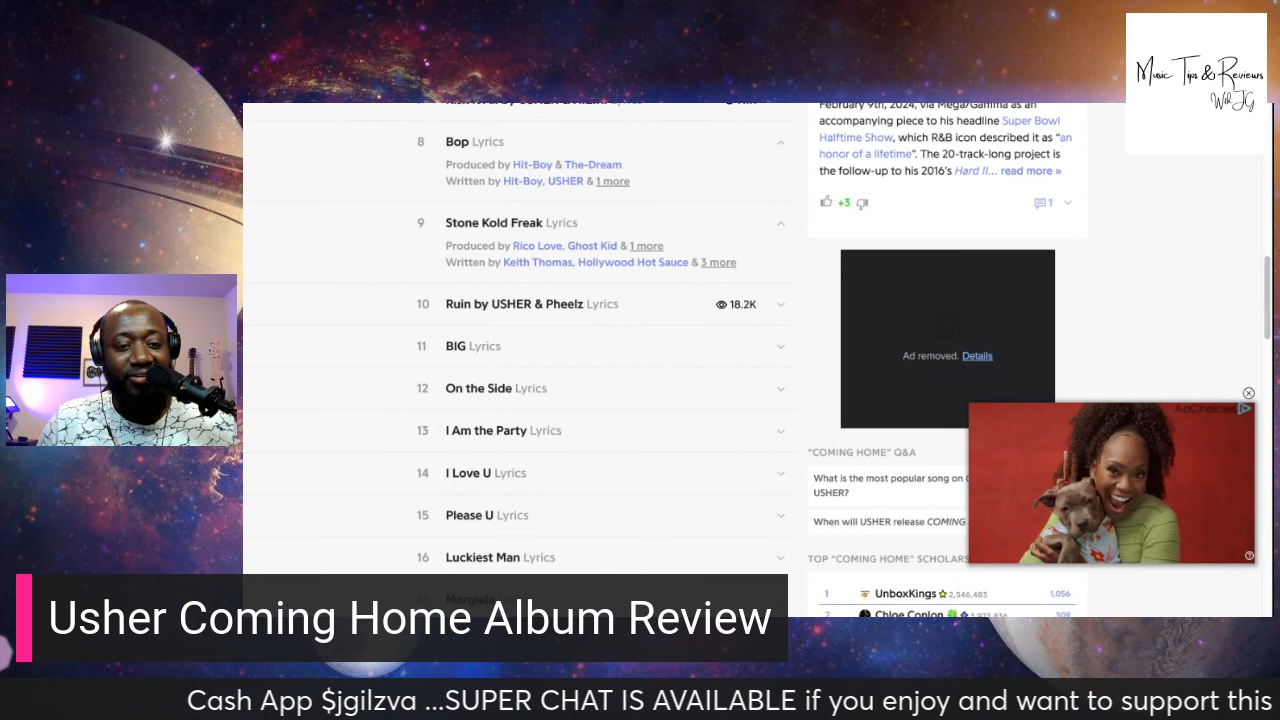 Music Tips & Reviews
With JG
8 Bop Lyrics
Produced by Hit-Boy & The-Dream
Written by Hit-Boy, USHER & 1 more
9 Stone Kold Freak Lyrics
Produced by Rico Love, Ghost Kid & 1 more
Written by Keith Thomas, Hollywood Hot Sauce & 3 more
10 Ruin by USHER & Pheelz Lyrics 18.2K
11 BIG Lyrics
12 On the Side Lyrics
13 I Am the Party Lyrics
14 I Love U Lyrics
15 Please U Lyrics
16 Luckiest Man Lyrics
17 Margiela
February 9th, 2024, via Mega/Gamma as an
accompanying piece to his headline Super Bowl
Halftime Show, which R&B icon described it as “an
honor of a lifetime”. The 20-track-long project is
the follow-up to his 2016's Hard II... read more »
+3 1
Ad removed. Details
AdChoices
“COMING HOME” Q&A
What is the most popular song on
USHER?
When will USHER release COMING
TOP “COMING HOME” SCHOLARS
1 UnboxKings 2,546,483 1,056
2 Chloe Conlon 309
Usher Coming Home Album Review
Cash App $jgilzva ...SUPER CHAT IS AVAILABLE if you enjoy and want to support this